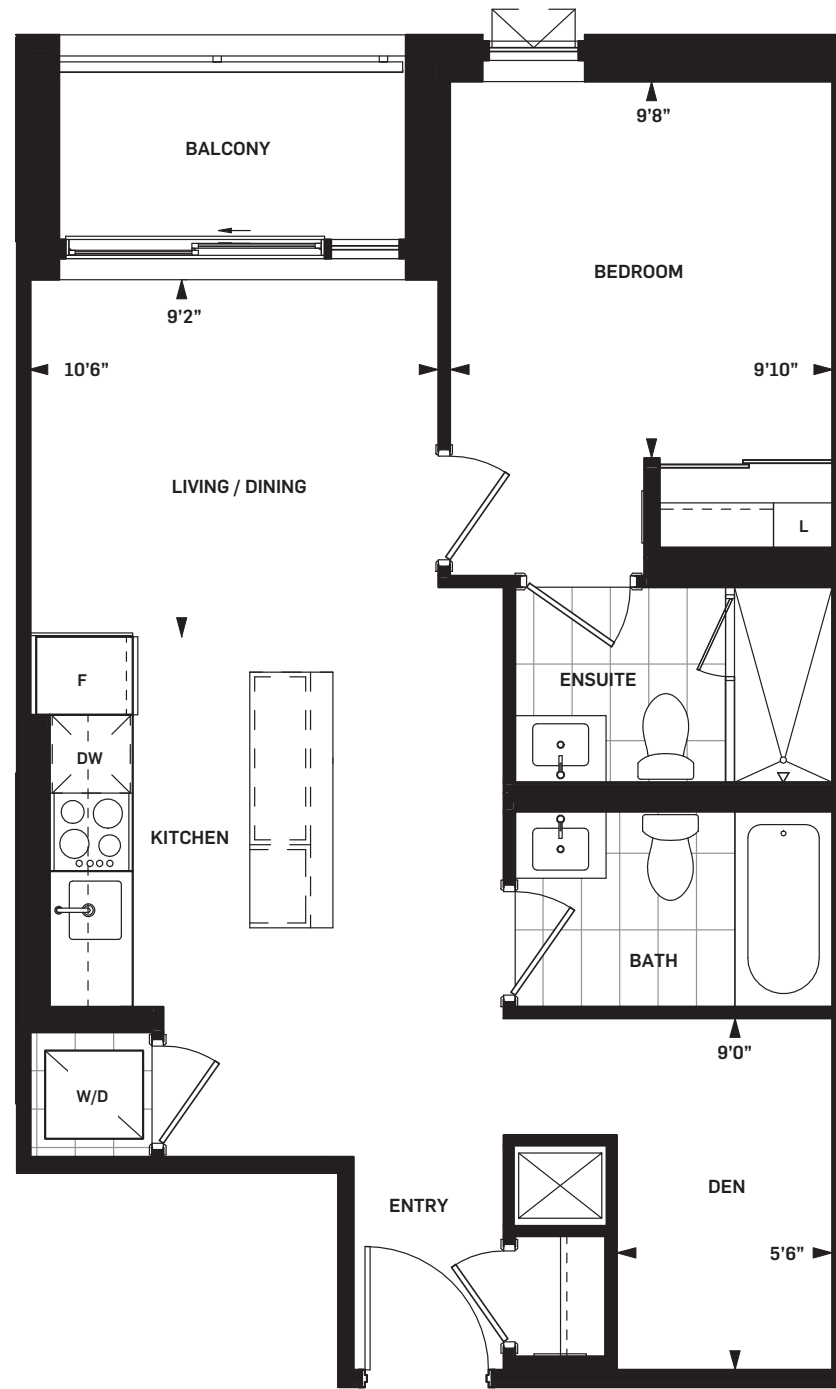 BALCONY
9'8”
BEDROOM
9'2”
10'6”
9'10”
LIVING / DINING
L
F
ENSUITE
DW
KITCHEN
BATH
9'0”
W/D
DEN
ENTRY
5'6”